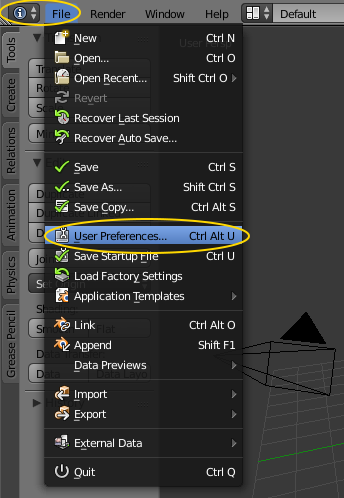 File Render Window Help Default
User Persp
New Ctrl N
Open... Ctrl O
Open Recent... Shift Ctrl O
Revert
Recover Last Session
Recover Auto Save...
Save Ctrl S
Save As... Shift Ctrl S
Save Copy... Ctrl Alt S
User Preferences... Ctrl Alt U
Save Startup File Ctrl U
Load Factory Settings
Application Templates
Link Ctrl Alt O
Append Shift F1
Data Previews
Import
Export
External Data
Quit Ctrl Q
Tools
Create
Relations
Animation
Physics
Grease Pencil